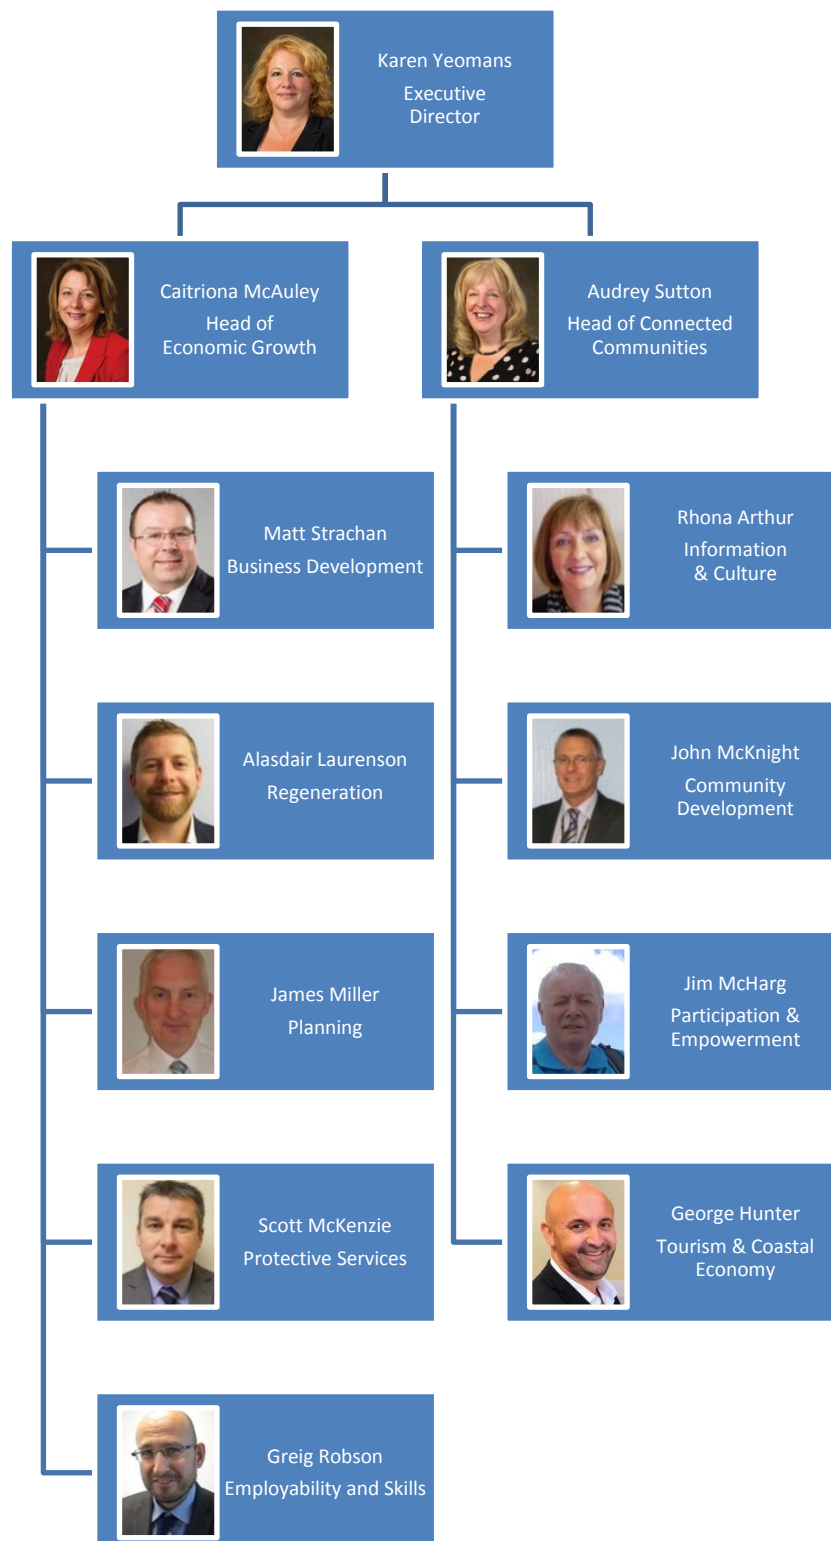 Karen Yeomans
Executive
Director
Caitriona McAuley
Head of
Economic Growth
Audrey Sutton
Head of Connected
Communities
Matt Strachan
Business Development
Rhona Arthur
Information
& Culture
Alasdair Laurenson
Regeneration
John McKnight
Community
Development
James Miller
Planning
Jim McHarg
Participation &
Empowerment
Scott McKenzie
Protective Services
George Hunter
Tourism & Coastal
Economy
Greig Robson
Employability and Skills